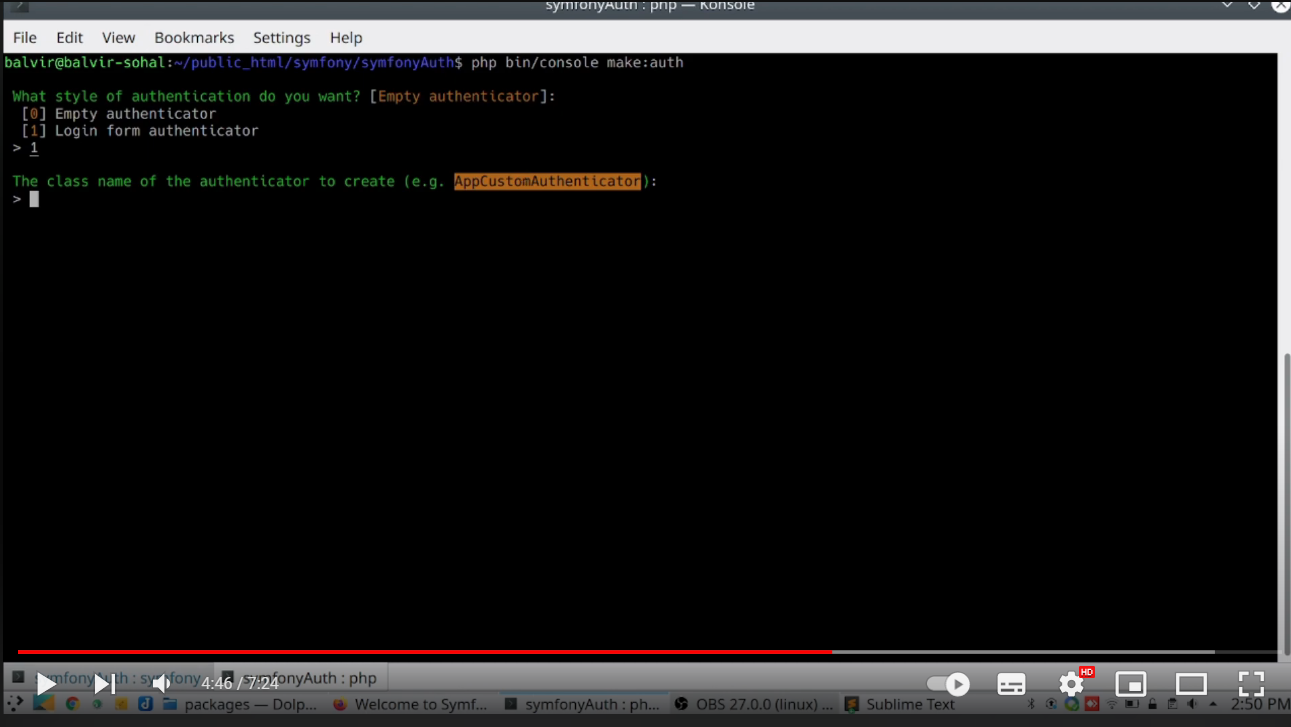 symfonyAuth : php — Konsole
File Edit View Bookmarks Settings Help
balvir@balvir-sohal:~/public_html/symfony/symfonyAuth$ php bin/console make:auth
What style of authentication do you want? [Empty authenticator]:
[0] Empty authenticator
[1] Login form authenticator
> 1
The class name of the authenticator to create (e.g. AppCustomAuthenticator):
>
symfonyAuth : symfony symfonyAuth : php
4:46 / 7:24 HD
packages — Dolp... Welcome to Symf... symfonyAuth : ph... OBS 27.0.0 (linux) ... Sublime Text 2:50 PM